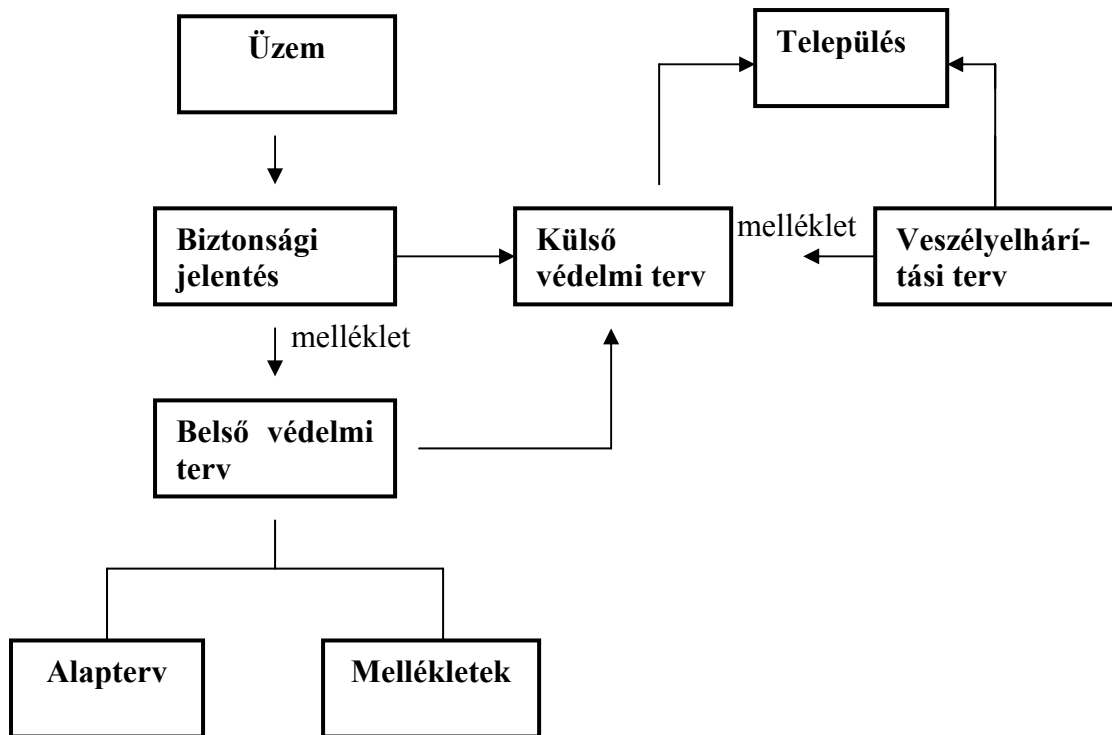 Üzem
Település
Biztonsági
jelentés
Külső
védelmi terv
melléklet
Veszélyelhárí-
tási terv
melléklet
Belső védelmi
terv
Alapterv
Mellékletek